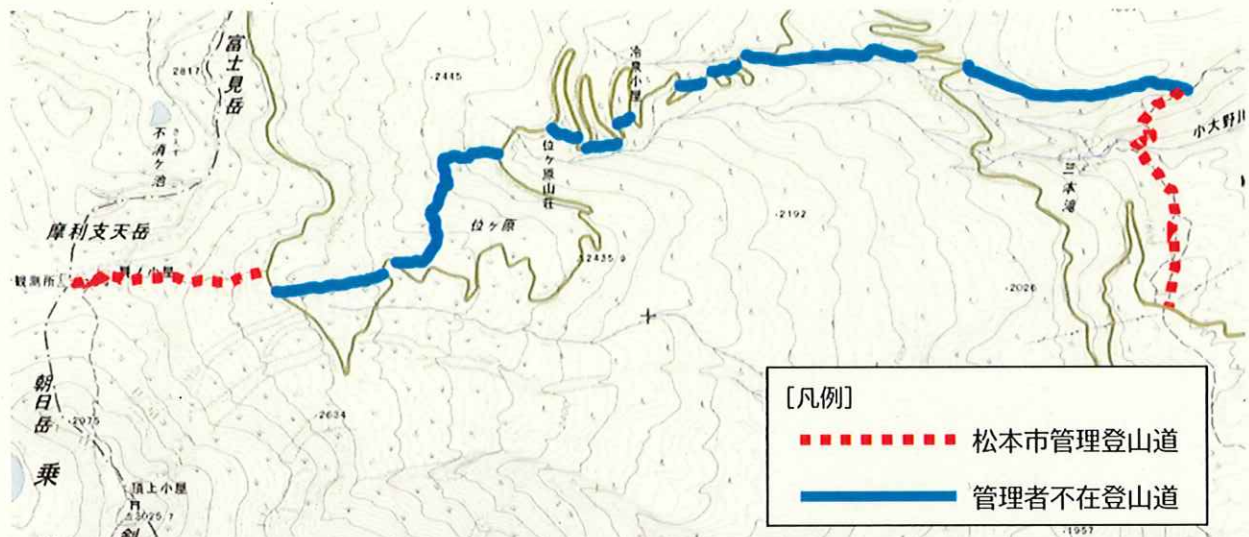 富士見岳
·2817
不消ヶ池
·2445
冷泉小屋
位ヶ原山荘
小大野川
三本滝
·2192
位ヶ原
摩利支天岳
観測所
肩ノ小屋
2435.9
·2026
朝日岳
·2975
·2634
乗
頂上小屋
3025.7
剣
[凡例]
松本市管理登山道
管理者不在登山道
·1957